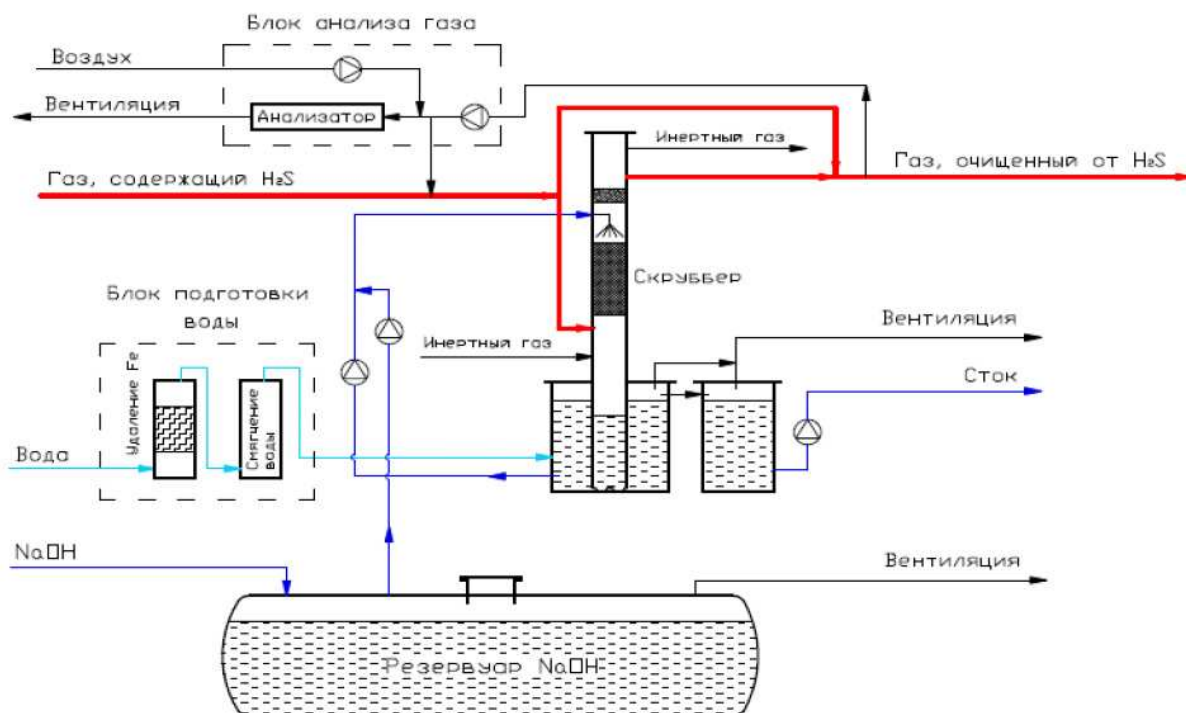 Блок анализа газа
Воздух
Вентиляция
Анализатор
Инертный газ
Газ, содержащий H₂S
Газ, очищенный от H₂S
Скруббер
Блок подготовки
воды
Инертный газ
Вентиляция
Сток
Удаление Fe
Смягчение
воды
Вода
NaOH
Вентиляция
Резервуар NaOH